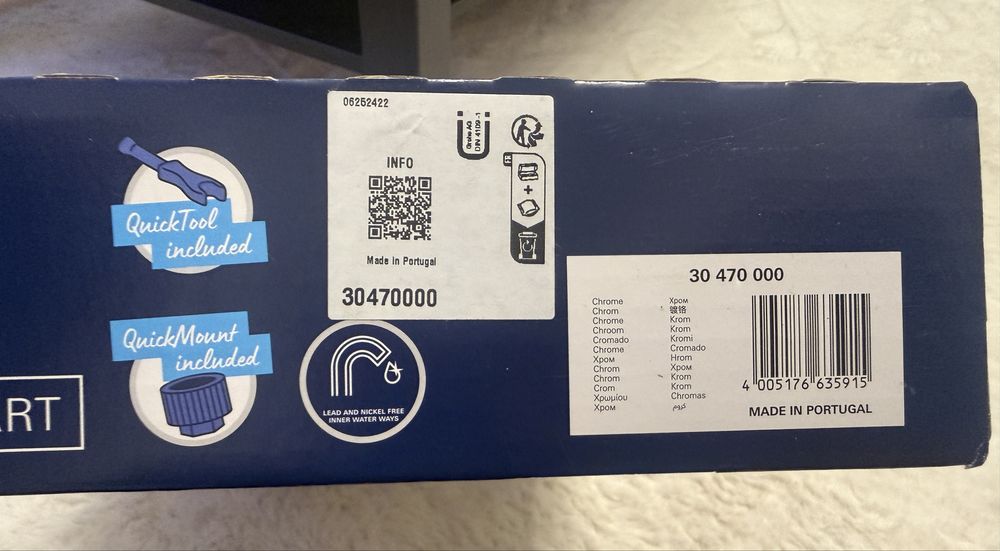 06252422
Grohe AG
DIN 4109-1
INFO
FR
+
Made in Portugal
30470000
QuickTool
included
QuickMount
included
ART
LEAD AND NICKEL FREE
INNER WATER WAYS
30 470 000
Chrome
Chrom
Chrome
Chroom
Cromado
Chrome
Хром
Chrom
Chrom
Crom
Χρωμίου
Хром
Хром
镀铬
Krom
Krom
Kromi
Cromado
Hrom
Хром
Krom
Krom
Chromas
كروم
4 005176 635915
MADE IN PORTUGAL